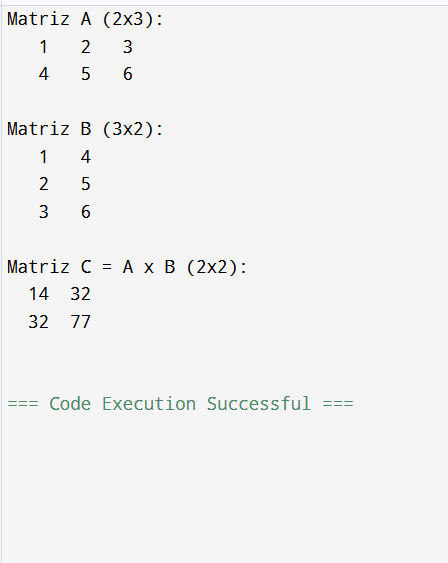 Matriz A (2x3):
   1   2   3
   4   5   6
Matriz B (3x2):
   1   4
   2   5
   3   6
Matriz C = A x B (2x2):
  14  32
  32  77
=== Code Execution Successful ===